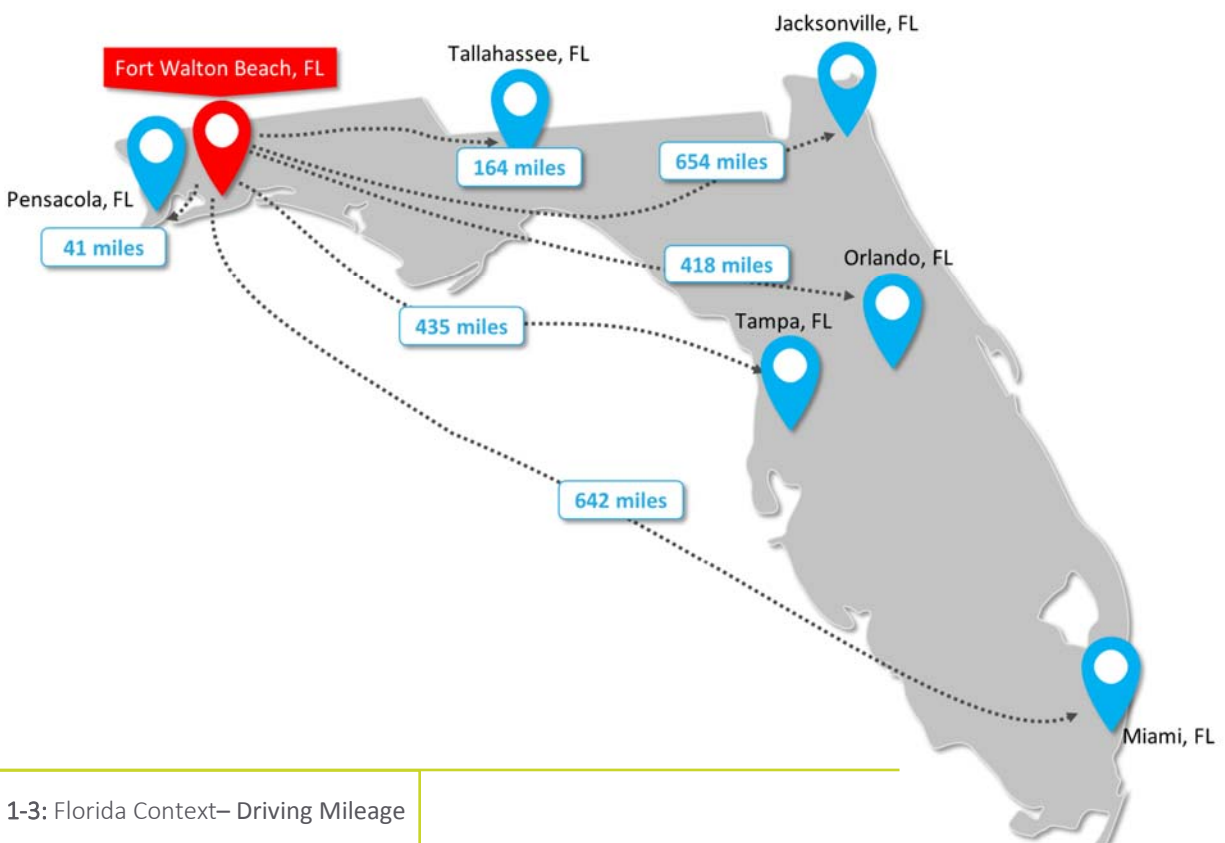 Jacksonville, FL
Tallahassee, FL
Fort Walton Beach, FL
164 miles
654 miles
Pensacola, FL
41 miles
418 miles
Orlando, FL
435 miles
Tampa, FL
642 miles
Miami, FL
1-3: Florida Context– Driving Mileage